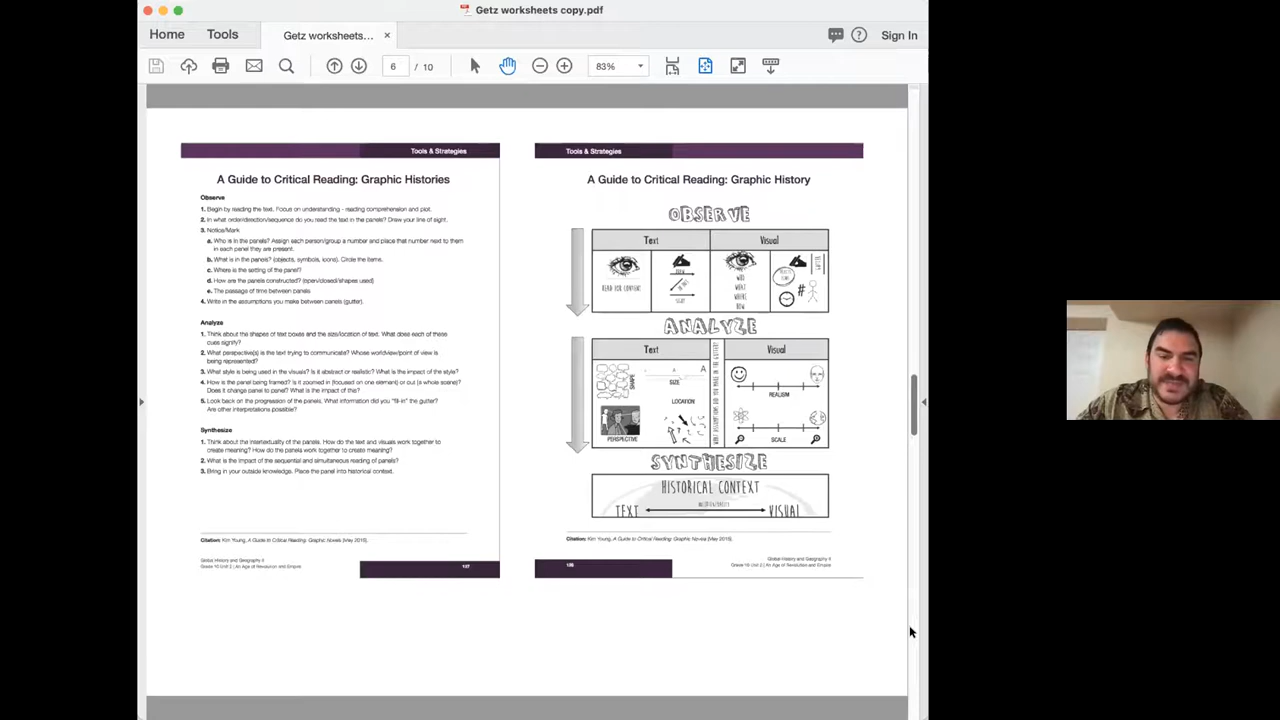 Getz worksheets copy.pdf
Home
Tools
Getz worksheets...
×
Sign In
6 / 10
83%
Tools & Strategies
A Guide to Critical Reading: Graphic Histories
Observe
1. Begin by reading the text. Focus on understanding - reading comprehension and plot.
2. In what order/direction/sequence do you read the text in the panels? Draw your line of sight.
3. Notice/Mark
a. Who is in the panels? Assign each person/group a number and place that number next to them
in each panel they are present.
b. What is in the panels? (objects, symbols, icons). Circle the items.
c. Where is the setting of the panel?
d. How are the panels constructed? (open/closed/shapes used)
e. The passage of time between panels
4. Write in the assumptions you make between panels (gutter).
Analyze
1. Think about the shapes of text boxes and the size/location of text. What does each of these
cues signify?
2. What perspective(s) is the text trying to communicate? Whose worldview/point of view is
being represented?
3. What style is being used in the visuals? Is it abstract or realistic? What is the impact of the style?
4. How is the panel being framed? Is it zoomed in (focused on one element) or out (a whole scene)?
Does it change panel to panel? What is the impact of this?
5. Look back on the progression of the panels. What information did you "fill-in" the gutter?
Are other interpretations possible?
Synthesize
1. Think about the intertextuality of the panels. How do the text and visuals work together to
create meaning? How do the panels work together to create meaning?
2. What is the impact of the sequential and simultaneous reading of panels?
3. Bring in your outside knowledge. Place the panel into historical context.
Citation: Kim Young, A Guide to Critical Reading: Graphic Novels (May 2018).
Global History and Geography II
Grade 10 Unit 2 | An Age of Revolution and Empire
Tools & Strategies
A Guide to Critical Reading: Graphic History
OBSERVE
Text
Visual
READ FOR CONTENT
WHO
WHAT
WHERE
HOW
GUTTER
#
ANALYZE
Text
Visual
SHAPE
A
A
SIZE
LOCATION
PERSPECTIVE
REALISM
SCALE
SYNTHESIZE
HISTORICAL CONTEXT
TEXT
VISUAL
Citation: Kim Young, A Guide to Critical Reading: Graphic Novels (May 2018).
Global History and Geography II
Grade 10 Unit 2 | An Age of Revolution and Empire